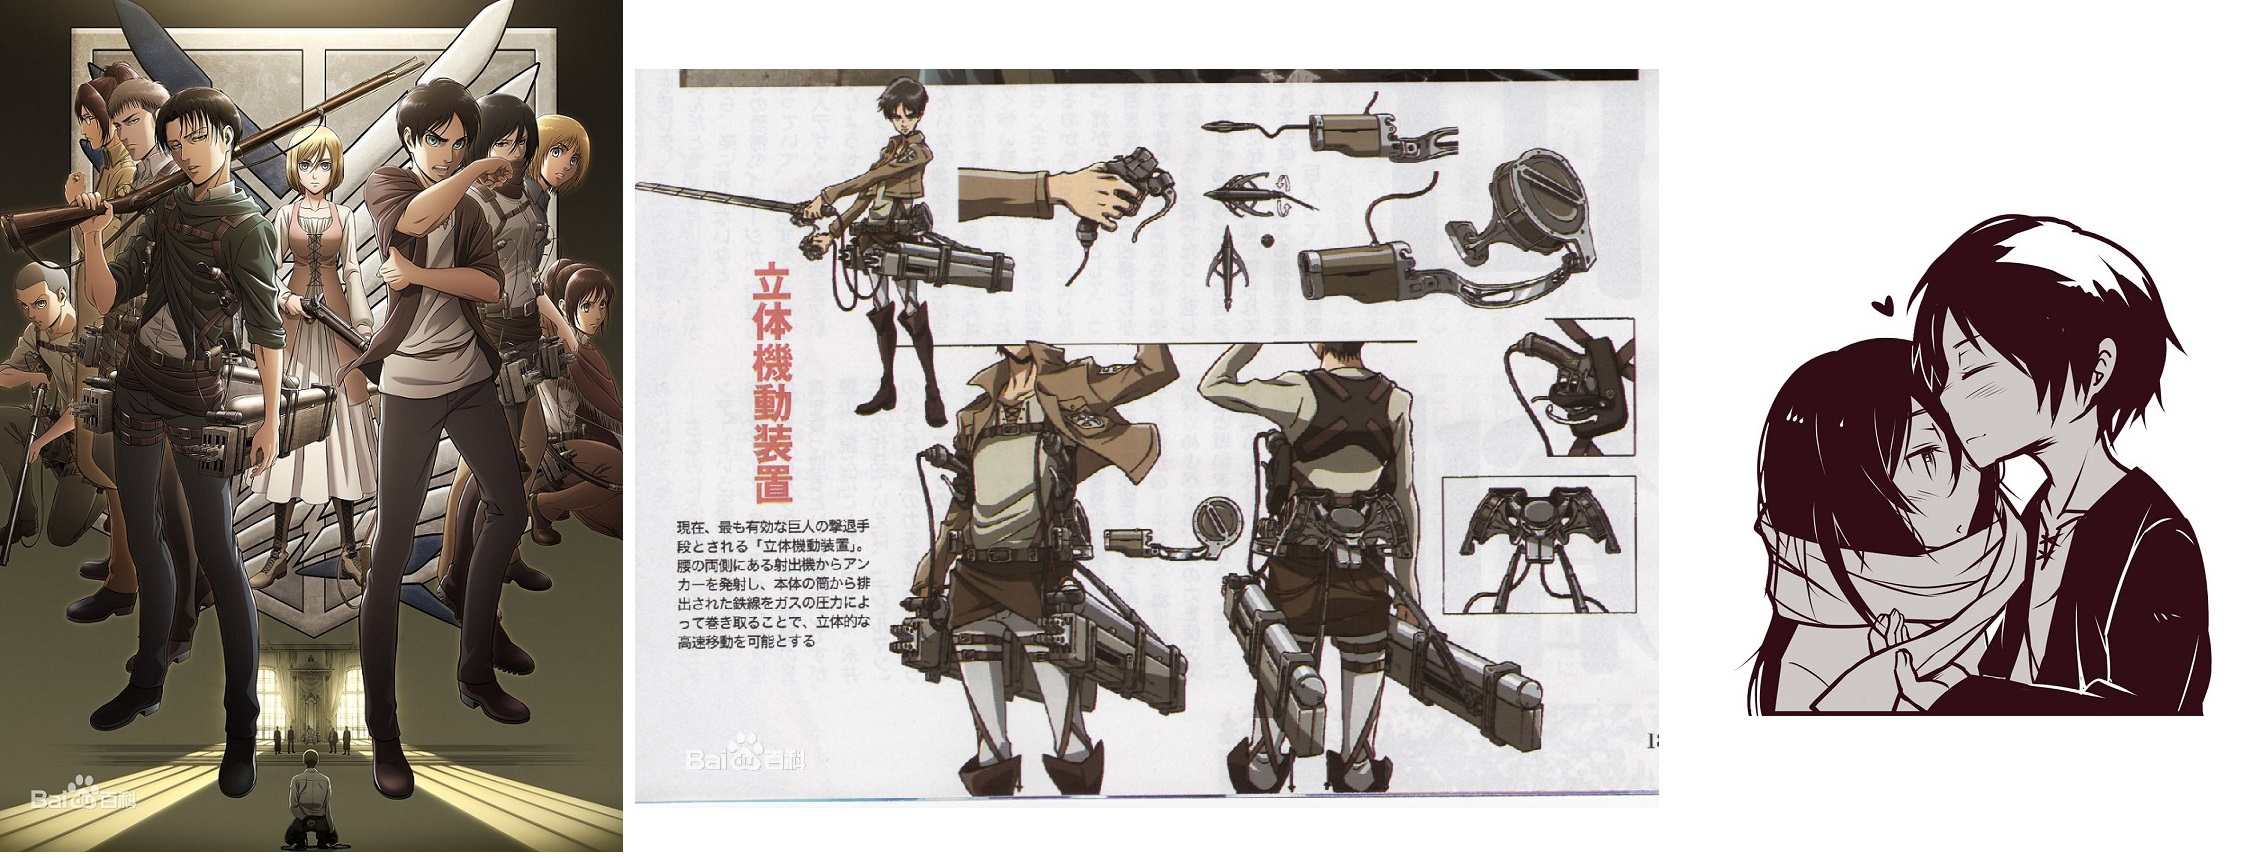 立体機動装置
現在、最も有効な巨人の撃退手
段とされる「立体機動装置」。
腰の両側にある射出機からアン
カーを発射し、本体の筒から排
出された鉄線をガスの圧力によ
って巻き取ることで、立体的な
高速移動を可能とする
Bai百科
Bai百科